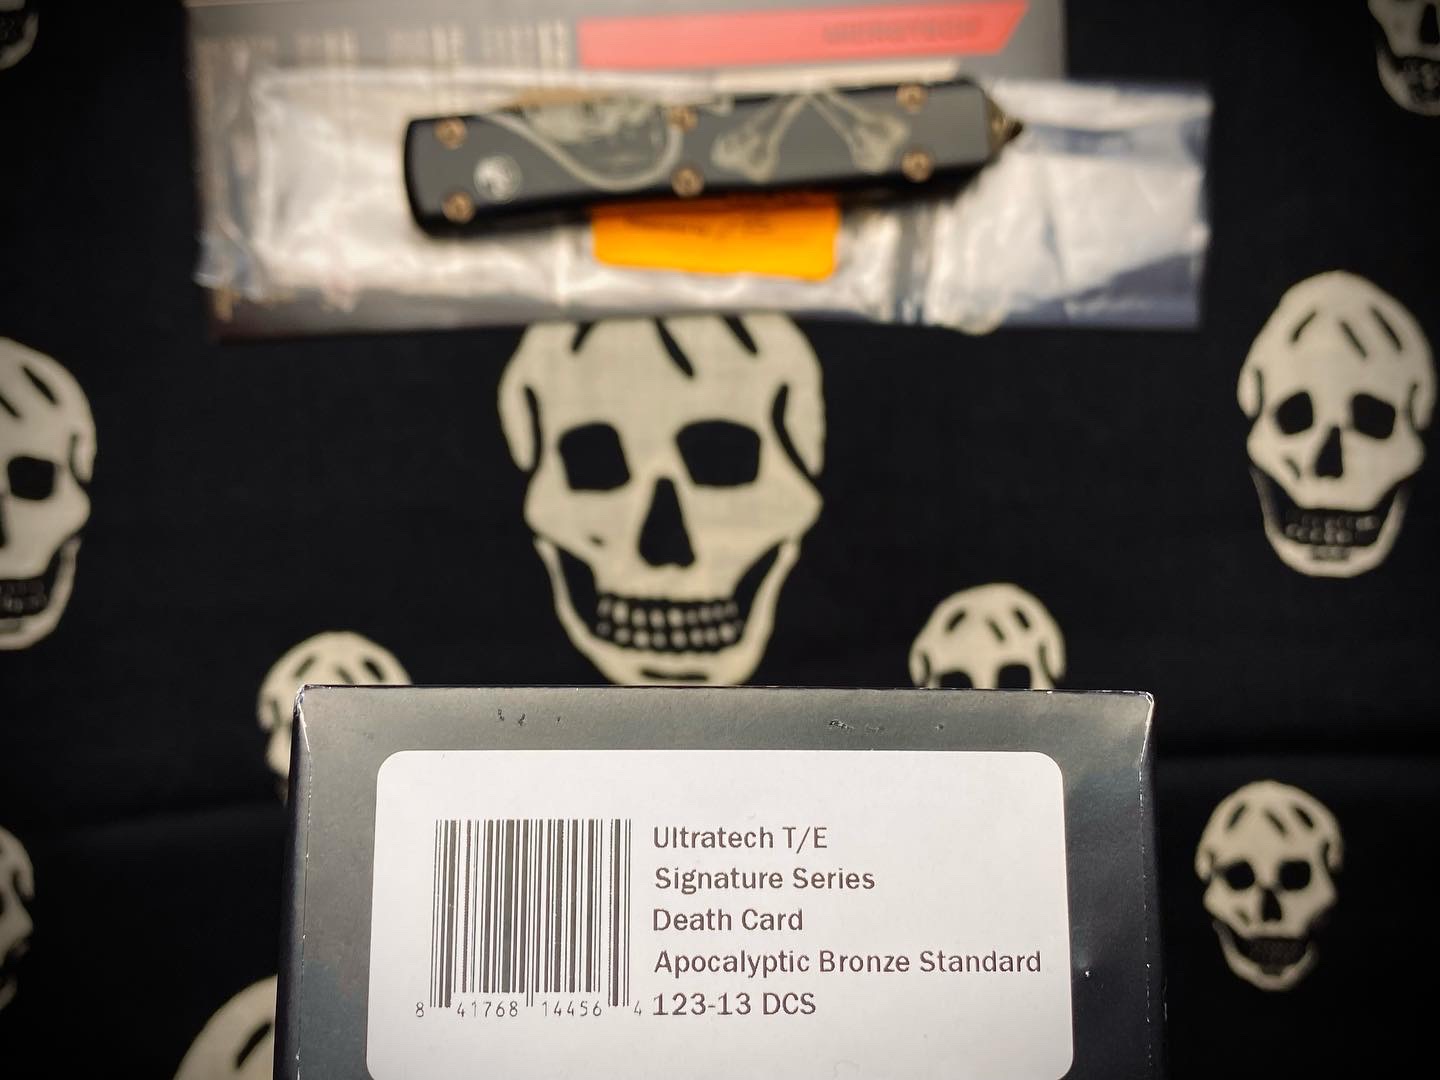 Ultratech T/E
Signature Series
Death Card
Apocalyptic Bronze Standard
123-13 DCS
8 41768 14456 4